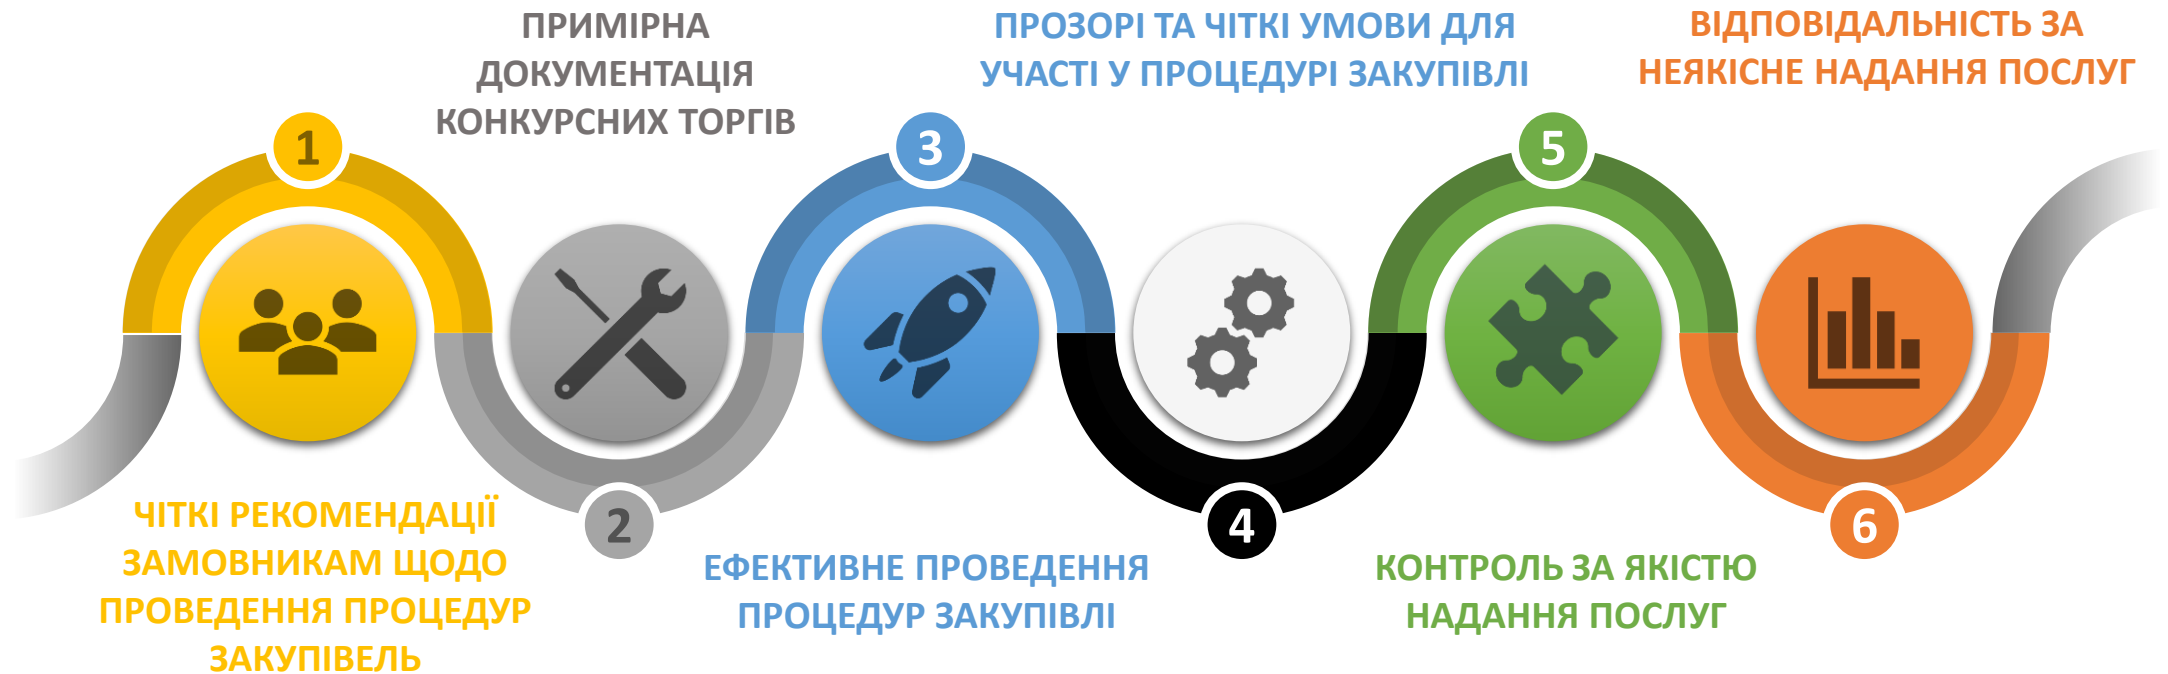 1
ЧІТКІ РЕКОМЕНДАЦІЇ
ЗАМОВНИКАМ ЩОДО
ПРОВЕДЕННЯ ПРОЦЕДУР
ЗАКУПІВЕЛЬ
ПРИМІРНА
ДОКУМЕНТАЦІЯ
КОНКУРСНИХ ТОРГІВ
2
3
ЕФЕКТИВНЕ ПРОВЕДЕННЯ
ПРОЦЕДУР ЗАКУПІВЛІ
ПРОЗОРІ ТА ЧІТКІ УМОВИ ДЛЯ
УЧАСТІ У ПРОЦЕДУРІ ЗАКУПІВЛІ
4
5
КОНТРОЛЬ ЗА ЯКІСТЮ
НАДАННЯ ПОСЛУГ
ВІДПОВІДАЛЬНІСТЬ ЗА
НЕЯКІСНЕ НАДАННЯ ПОСЛУГ
6